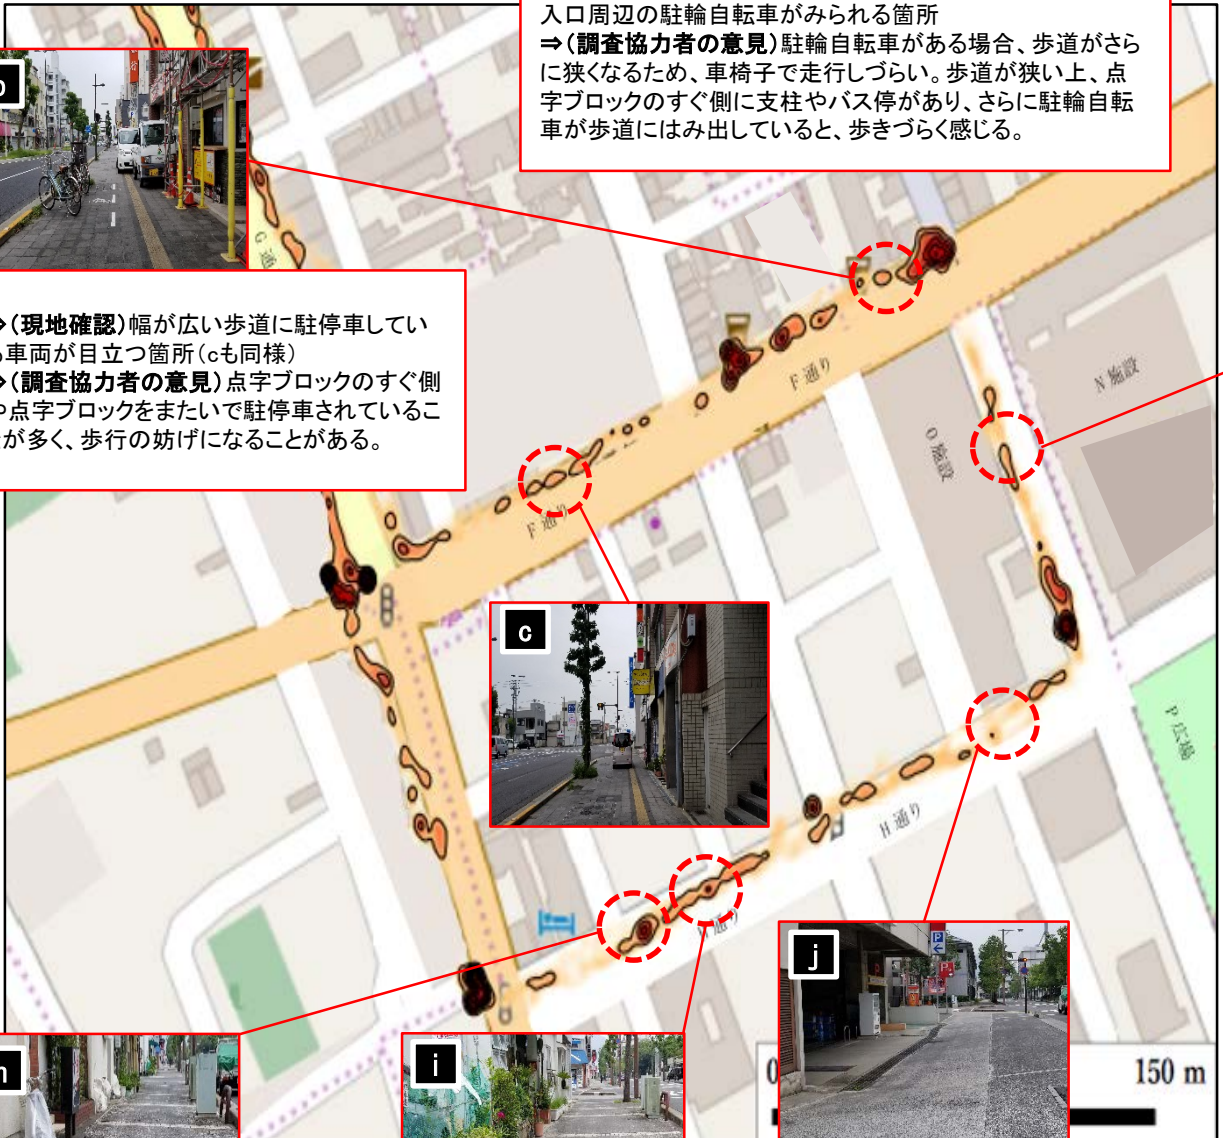 入口周辺の駐輪自転車がみられる箇所
⇒(調査協力者の意見)駐輪自転車がある場合、歩道がさら
に狭くなるため、車椅子で走行しづらい。歩道が狭い上、点
字ブロックのすぐ側に支柱やバス停があり、さらに駐輪自転
車が歩道にはみ出していると、歩きづらく感じる。
b
G 通
⇒(現地確認)幅が広い歩道に駐停車してい
る車両が目立つ箇所(cも同様)
⇒(調査協力者の意見)点字ブロックのすぐ側
や点字ブロックをまたいで駐停車されているこ
とが多く、歩行の妨げになることがある。
F 通り
N 施設
O 施設
F 通り
c
P 広場
H 通り
通り
j
h
i
0
150 m